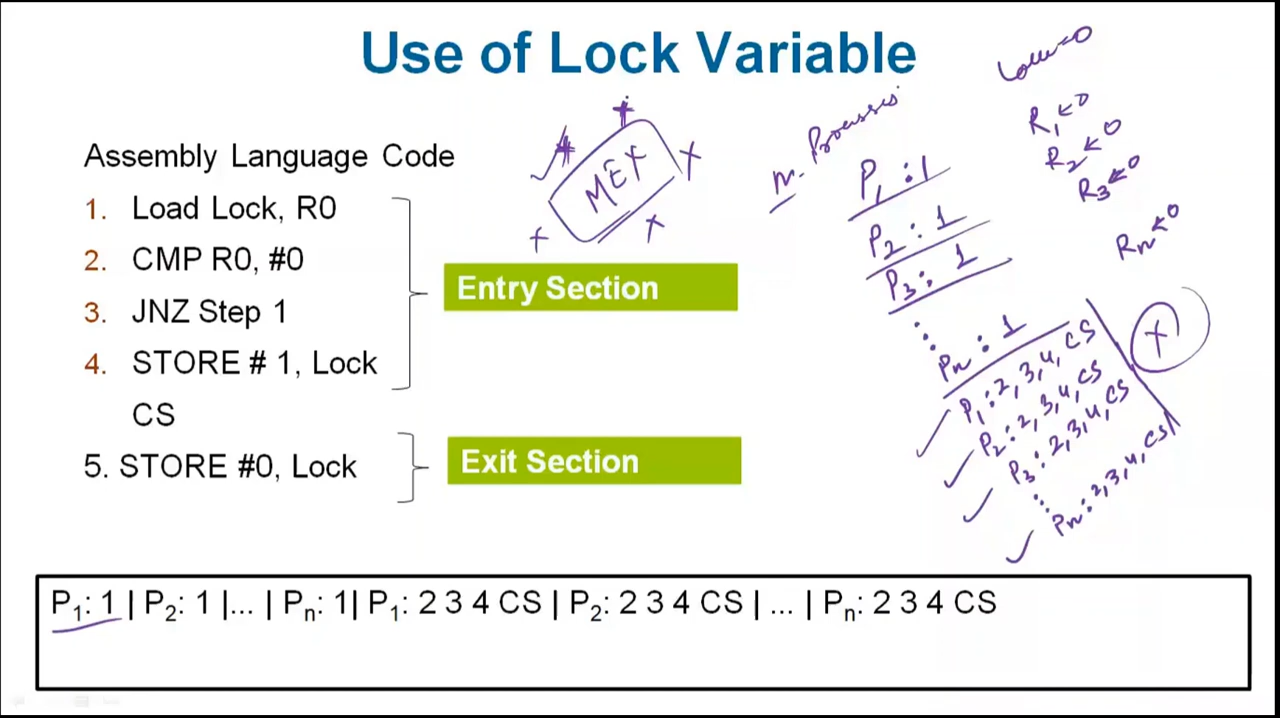 Use of Lock Variable
Assembly Language Code
1. Load Lock, R0
2. CMP R0, #0
3. JNZ Step 1
4. STORE # 1, Lock
CS
5. STORE #0, Lock
Entry Section
Exit Section
MEX
n. Processes
P1 : 1
P2 : 1
P3 : 1
⋮
Pn : 1
P1 : 2, 3, 4, CS
P2 : 2, 3, 4, CS
P3 : 2, 3, 4, CS
⋮
Pn : 2, 3, 4, CS
R1 ← 0
R2 ← 0
R3 ← 0
Rn ← 0
P1: 1 | P2: 1 |... | Pn: 1| P1: 2 3 4 CS | P2: 2 3 4 CS | ... | Pn: 2 3 4 CS